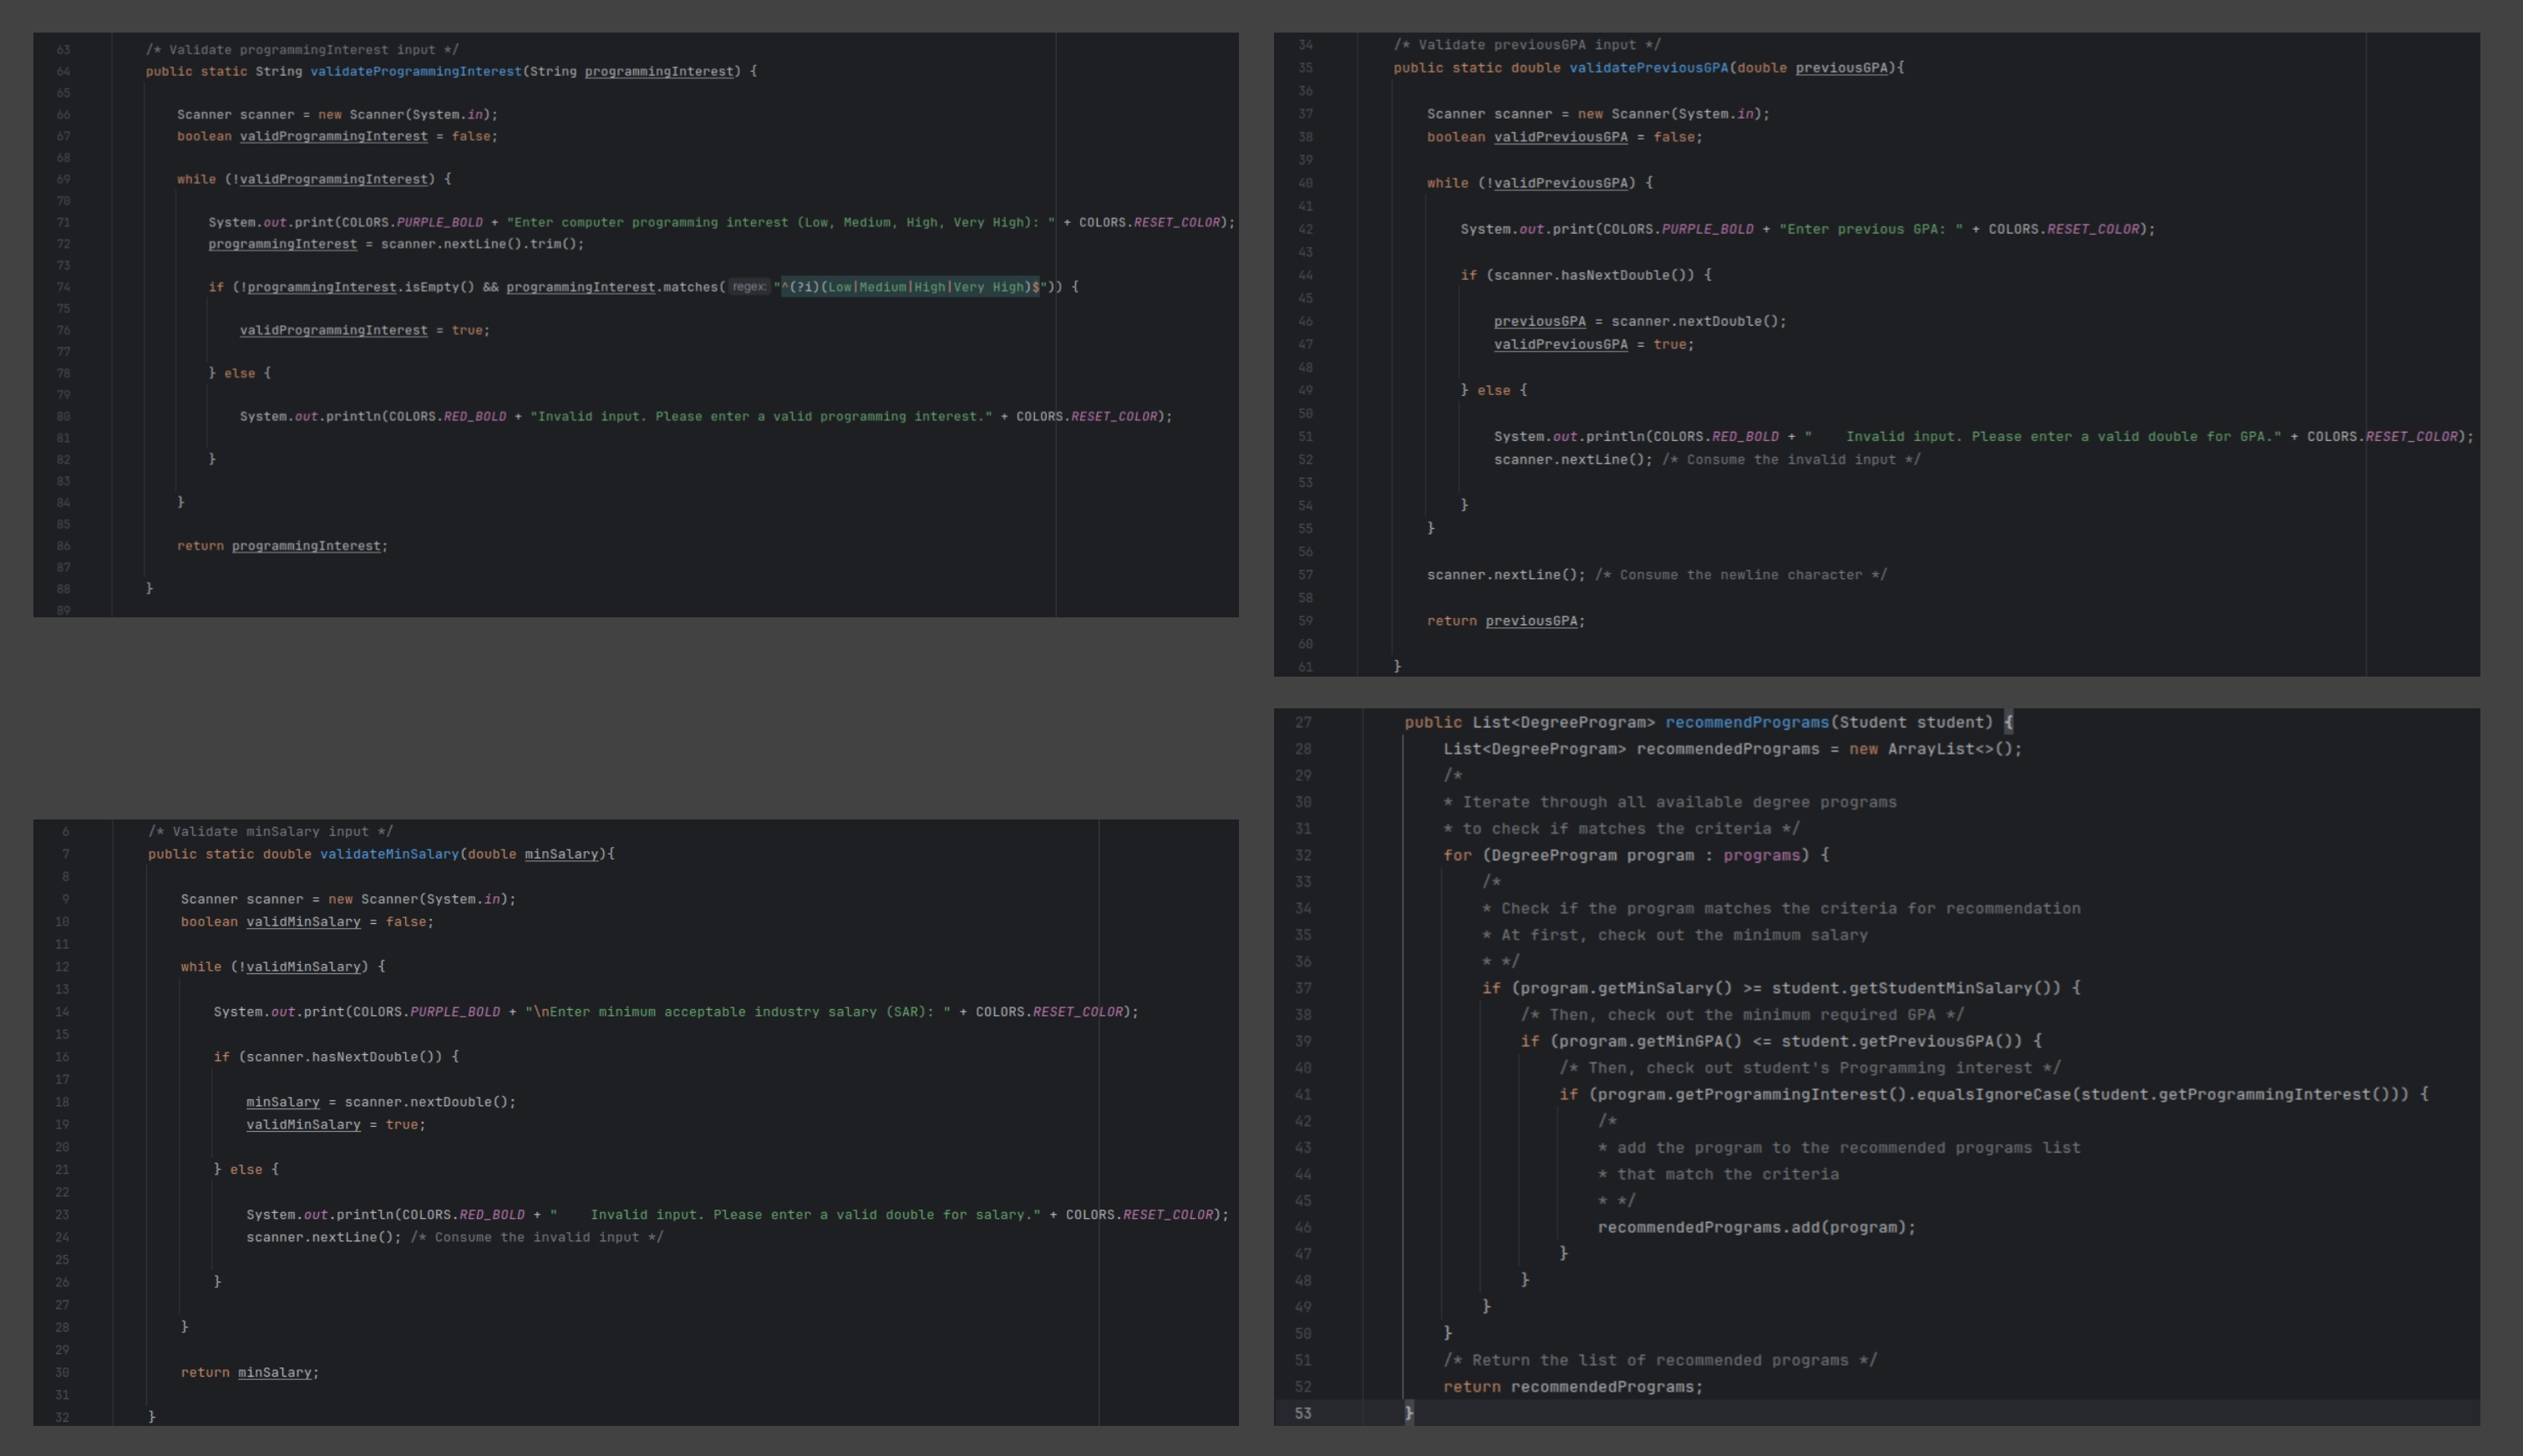 63 /* Validate programmingInterest input */
64 public static String validateProgrammingInterest(String programmingInterest) {
65
66 Scanner scanner = new Scanner(System.in);
67 boolean validProgrammingInterest = false;
68
69 while (!validProgrammingInterest) {
70
71 System.out.print(COLORS.PURPLE_BOLD + "Enter computer programming interest (Low, Medium, High, Very High): " + COLORS.RESET_COLOR);
72 programmingInterest = scanner.nextLine().trim();
73
74 if (!programmingInterest.isEmpty() && programmingInterest.matches( regex: "^(?i)(Low|Medium|High|Very High)$")) {
75
76 validProgrammingInterest = true;
77
78 } else {
79
80 System.out.println(COLORS.RED_BOLD + "Invalid input. Please enter a valid programming interest." + COLORS.RESET_COLOR);
81
82 }
83
84 }
85
86 return programmingInterest;
87
88 }
89
34 /* Validate previousGPA input */
35 public static double validatePreviousGPA(double previousGPA){
36
37 Scanner scanner = new Scanner(System.in);
38 boolean validPreviousGPA = false;
39
40 while (!validPreviousGPA) {
41
42 System.out.print(COLORS.PURPLE_BOLD + "Enter previous GPA: " + COLORS.RESET_COLOR);
43
44 if (scanner.hasNextDouble()) {
45
46 previousGPA = scanner.nextDouble();
47 validPreviousGPA = true;
48
49 } else {
50
51 System.out.println(COLORS.RED_BOLD + "    Invalid input. Please enter a valid double for GPA." + COLORS.RESET_COLOR);
52 scanner.nextLine(); /* Consume the invalid input */
53
54 }
55 }
56
57 scanner.nextLine(); /* Consume the newline character */
58
59 return previousGPA;
60
61 }
6 /* Validate minSalary input */
7 public static double validateMinSalary(double minSalary){
8
9 Scanner scanner = new Scanner(System.in);
10 boolean validMinSalary = false;
11
12 while (!validMinSalary) {
13
14 System.out.print(COLORS.PURPLE_BOLD + "\nEnter minimum acceptable industry salary (SAR): " + COLORS.RESET_COLOR);
15
16 if (scanner.hasNextDouble()) {
17
18 minSalary = scanner.nextDouble();
19 validMinSalary = true;
20
21 } else {
22
23 System.out.println(COLORS.RED_BOLD + "    Invalid input. Please enter a valid double for salary." + COLORS.RESET_COLOR);
24 scanner.nextLine(); /* Consume the invalid input */
25
26 }
27
28 }
29
30 return minSalary;
31
32 }
27 public List<DegreeProgram> recommendPrograms(Student student) {
28 List<DegreeProgram> recommendedPrograms = new ArrayList<>();
29 /*
30 * Iterate through all available degree programs
31 * to check if matches the criteria */
32 for (DegreeProgram program : programs) {
33 /*
34 * Check if the program matches the criteria for recommendation
35 * At first, check out the minimum salary
36 * */
37 if (program.getMinSalary() >= student.getStudentMinSalary()) {
38 /* Then, check out the minimum required GPA */
39 if (program.getMinGPA() <= student.getPreviousGPA()) {
40 /* Then, check out student's Programming interest */
41 if (program.getProgrammingInterest().equalsIgnoreCase(student.getProgrammingInterest())) {
42 /*
43 * add the program to the recommended programs list
44 * that match the criteria
45 * */
46 recommendedPrograms.add(program);
47 }
48 }
49 }
50 }
51 /* Return the list of recommended programs */
52 return recommendedPrograms;
53 }